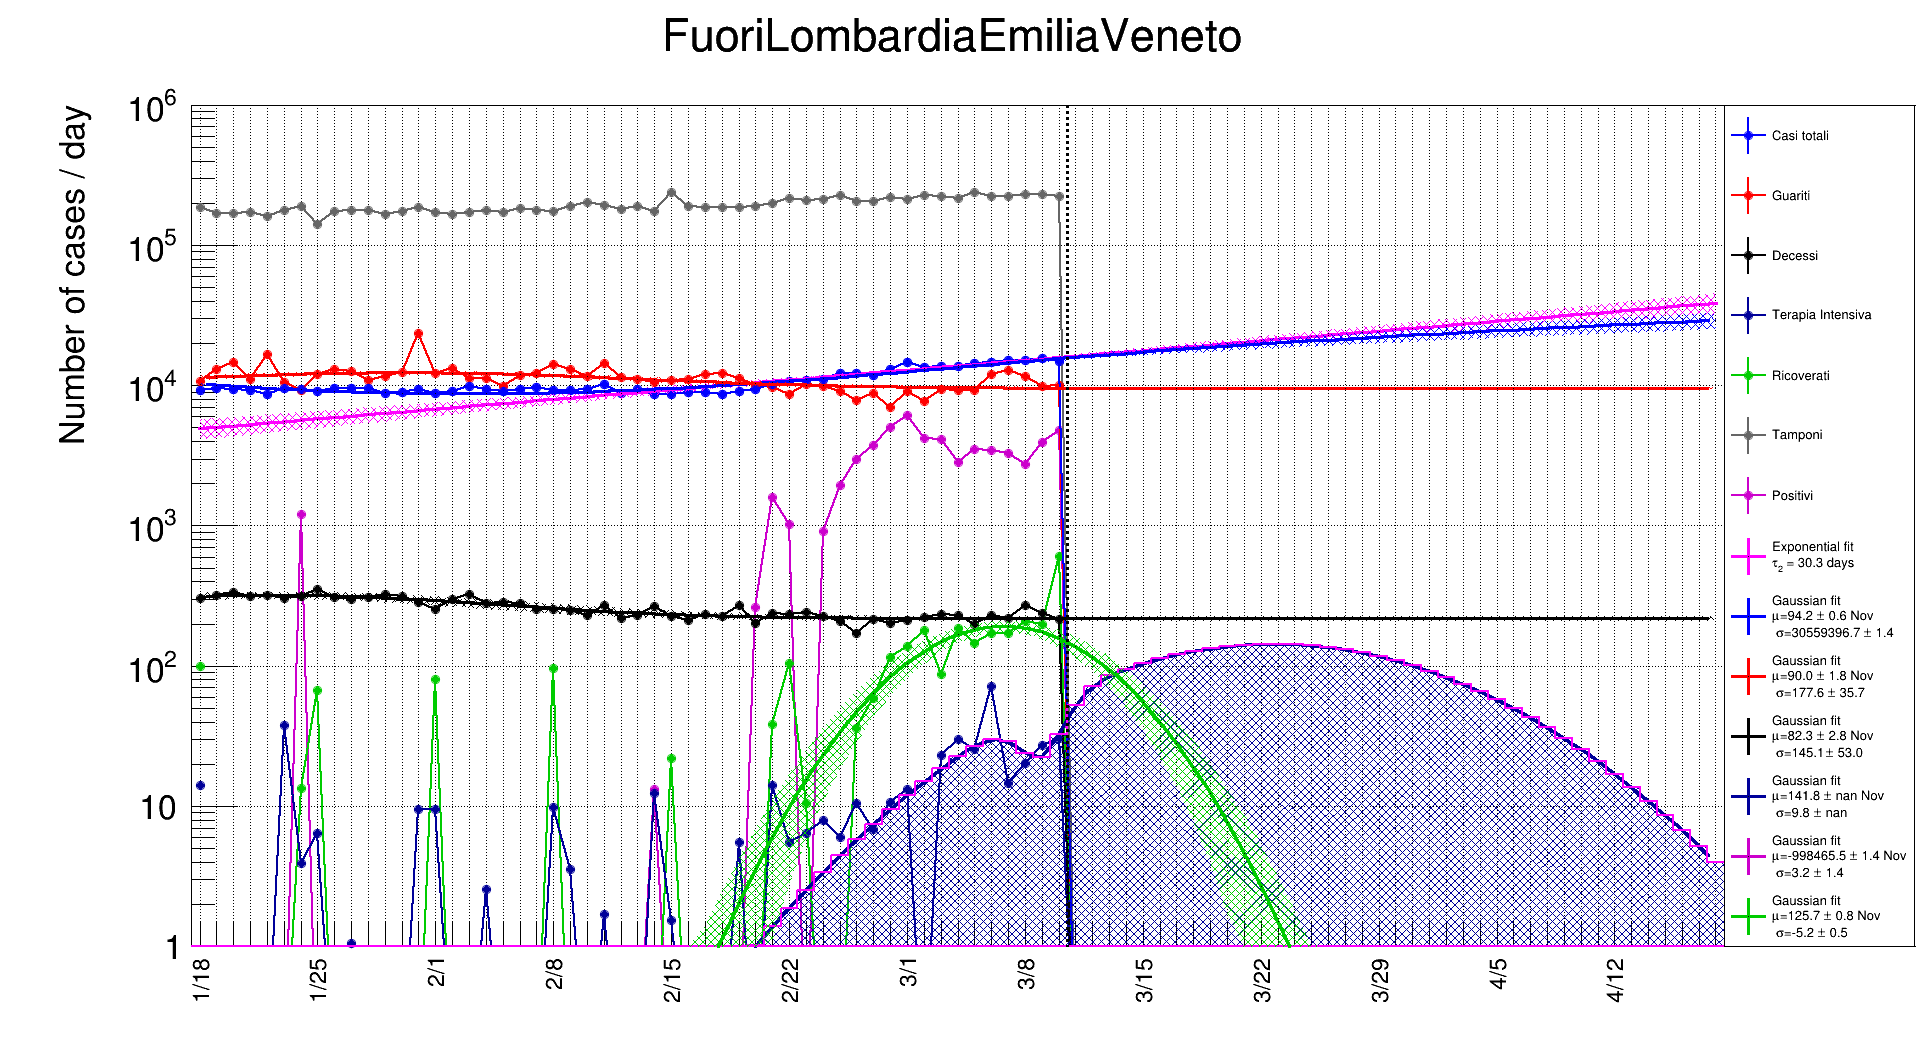 FuoriLombardiaEmiliaVeneto
Number of cases / day
10^6
10^5
10^4
10^3
10^2
10
1
1/18
1/25
2/1
2/8
2/15
2/22
3/1
3/8
3/15
3/22
3/29
4/5
4/12
Casi totali
Guariti
Decessi
Terapia Intensiva
Ricoverati
Tamponi
Positivi
Exponential fit
τ₂ = 30.3 days
Gaussian fit
μ=94.2 ± 0.6 Nov
σ=30559396.7 ± 1.4
Gaussian fit
μ=90.0 ± 1.8 Nov
σ=177.6 ± 35.7
Gaussian fit
μ=82.3 ± 2.8 Nov
σ=145.1 ± 53.0
Gaussian fit
μ=141.8 ± nan Nov
σ=9.8 ± nan
Gaussian fit
μ=-998465.5 ± 1.4 Nov
σ=3.2 ± 1.4
Gaussian fit
μ=125.7 ± 0.8 Nov
σ=-5.2 ± 0.5